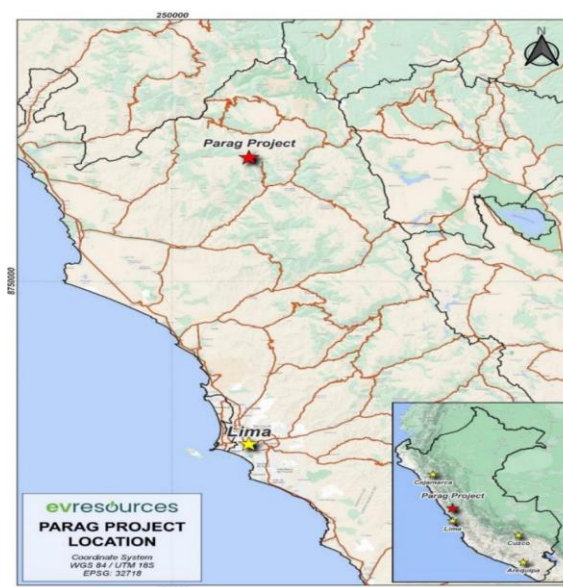 250000
N
Parag Project
8750000
Lima
evresources
PARAG PROJECT
LOCATION
Coordinate System
WGS 84 / UTM 18S
EPSG: 32718
Cajamarca
Parag Project
Lima
Cuzco
Arequipa